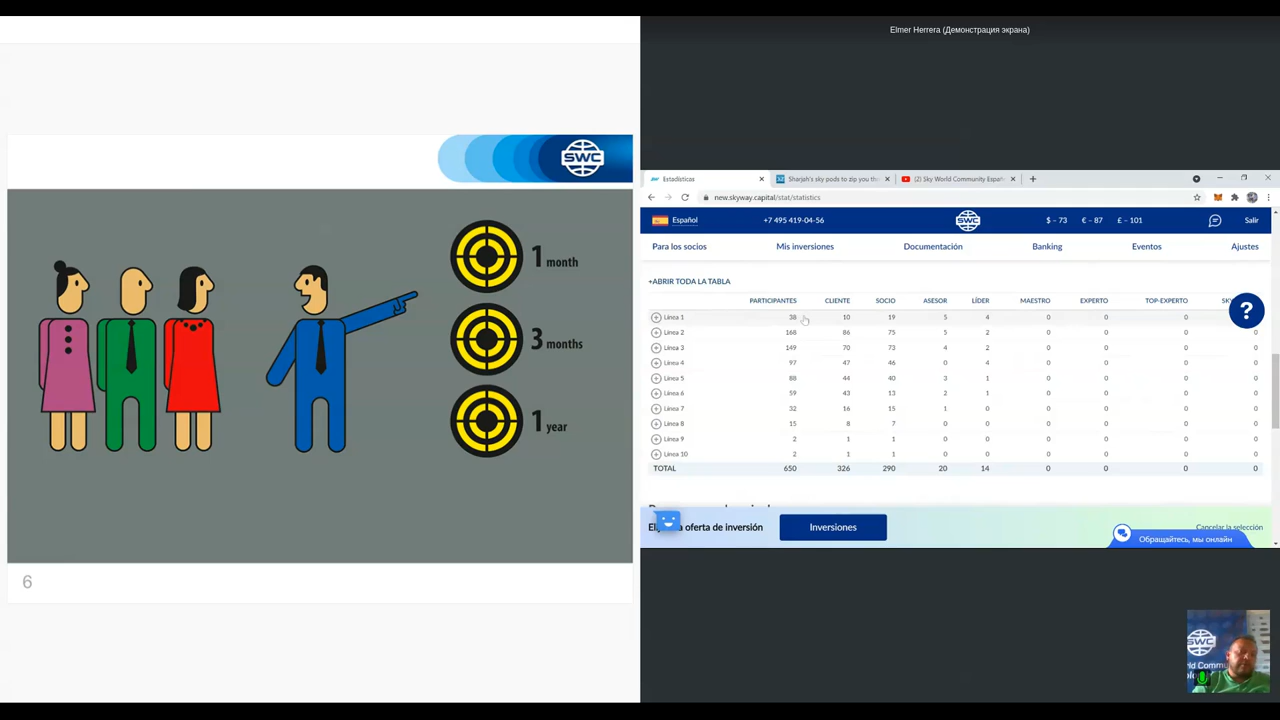 Elmer Herrera (Демонстрация экрана)
SWC
1 month
3 months
1 year
6
Estadísticas
Sharjah's sky pods to zip you th
(2) Sky World Community Españ
new.skyway.capital/stat/statistics
Español
+7 495 419-04-56
$ – 73 € – 87 £ – 101
Salir
Para los socios Mis inversiones Documentación Banking Eventos Ajustes
+ABRIR TODA LA TABLA
PARTICIPANTES CLIENTE SOCIO ASESOR LÍDER MAESTRO EXPERTO TOP-EXPERTO
?
Línea 1 38 10 19 5 4 0 0 0
Línea 2 168 86 75 5 2 0 0 0 0
Línea 3 149 70 73 4 2 0 0 0 0
Línea 4 97 47 46 0 4 0 0 0 0
Línea 5 88 44 40 3 1 0 0 0 0
Línea 6 59 43 13 2 1 0 0 0 0
Línea 7 32 16 15 1 0 0 0 0 0
Línea 8 15 8 7 0 0 0 0 0 0
Línea 9 2 1 1 0 0 0 0 0 0
Línea 10 2 1 1 0 0 0 0 0 0
TOTAL 650 326 290 20 14 0 0 0 0
oferta de inversión
Inversiones
Cancelar la selección
Обращайтесь, мы онлайн
SWC
ld Commu